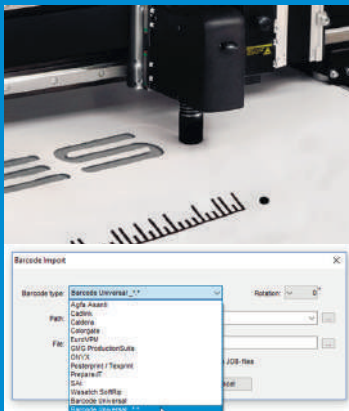 Barcode Import
Barcode type: Barcode Universal _*.* Rotation: 0°
Agfa Asanti
Cadlink
Caldera
Colorgate
EuroVPM
GMG ProductionSuite
ONYX
Posterprint / Texprint
PrepareIT
SAi
Wasatch SoftRip
Barcode Universal
Barcode Universal _*.*
Path:
File:
JOB-files